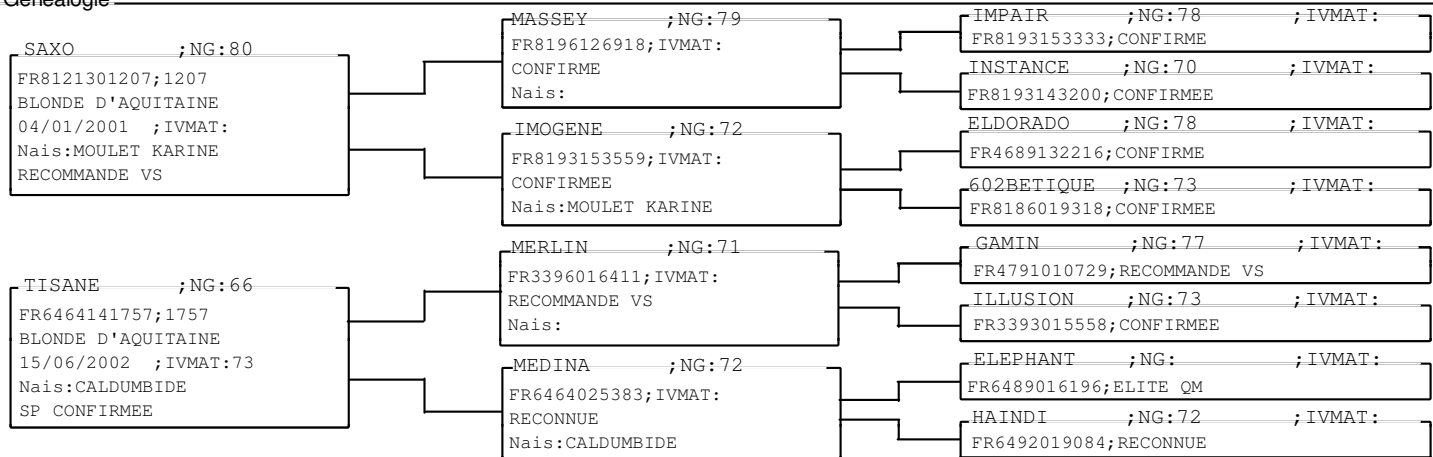 Généalogie
SAXO ;NG:80
FR8121301207;1207
BLONDE D'AQUITAINE
04/01/2001 ;IVMAT:
Nais:MOULET KARINE
RECOMMANDE VS
TISANE ;NG:66
FR6464141757;1757
BLONDE D'AQUITAINE
15/06/2002 ;IVMAT:73
Nais:CALDUMBIDE
SP CONFIRMEE
MASSEY ;NG:79
FR8196126918;IVMAT:
CONFIRME
Nais:
IMOGENE ;NG:72
FR8193153559;IVMAT:
CONFIRMEE
Nais:MOULET KARINE
MERLIN ;NG:71
FR3396016411;IVMAT:
RECOMMANDE VS
Nais:
MEDINA ;NG:72
FR6464025383;IVMAT:
RECONNUE
Nais:CALDUMBIDE
IMPAIR ;NG:78 ;IVMAT:
FR8193153333;CONFIRME
INSTANCE ;NG:70 ;IVMAT:
FR8193143200;CONFIRMEE
ELDORADO ;NG:78 ;IVMAT:
FR4689132216;CONFIRME
602BETIQUE ;NG:73 ;IVMAT:
FR8186019318;CONFIRMEE
GAMIN ;NG:77 ;IVMAT:
FR4791010729;RECOMMANDE VS
ILLUSION ;NG:73 ;IVMAT:
FR3393015558;CONFIRMEE
ELEPHANT ;NG: ;IVMAT:
FR6489016196;ELITE QM
HAINDI ;NG:72 ;IVMAT:
FR6492019084;RECONNUE